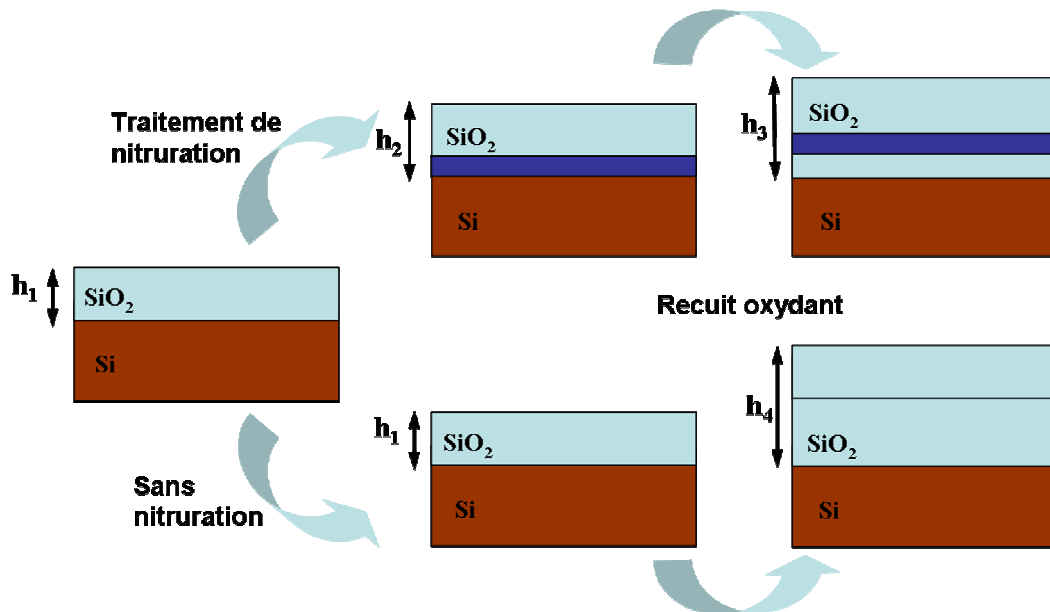 Traitement de
nitruration
h₂
SiO₂
Si
h₃
SiO₂
Si
h₁
SiO₂
Si
Recuit oxydant
Sans
nitruration
h₁
SiO₂
Si
h₄
SiO₂
Si